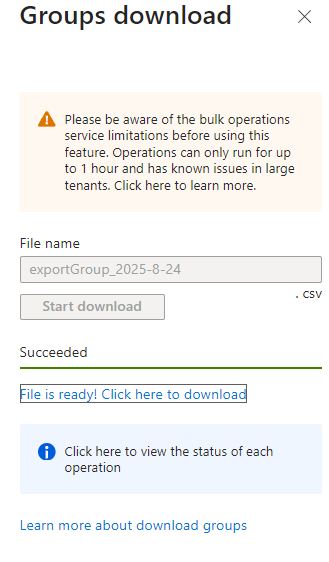 Groups download
Please be aware of the bulk operations
service limitations before using this
feature. Operations can only run for up
to 1 hour and has known issues in large
tenants. Click here to learn more.
File name
exportGroup_2025-8-24
. csv
Start download
Succeeded
File is ready! Click here to download
Click here to view the status of each
operation
Learn more about download groups